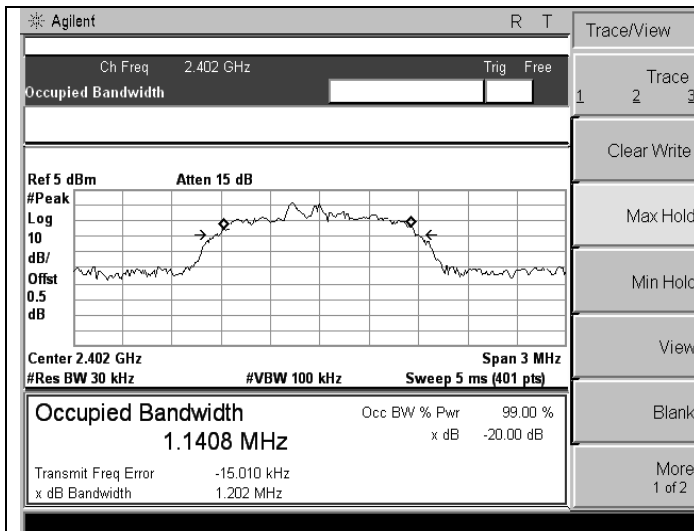 Agilent R T
Ch Freq 2.402 GHz Trig Free
Occupied Bandwidth
Ref 5 dBm Atten 15 dB
#Peak
Log
10
dB/
Offst
0.5
dB
Center 2.402 GHz Span 3 MHz
#Res BW 30 kHz #VBW 100 kHz Sweep 5 ms (401 pts)
Occupied Bandwidth Occ BW % Pwr 99.00 %
1.1408 MHz x dB -20.00 dB
Transmit Freq Error -15.010 kHz
x dB Bandwidth 1.202 MHz
Trace/View
Trace
1 2 3
Clear Write
Max Hold
Min Hold
View
Blank
More
1 of 2